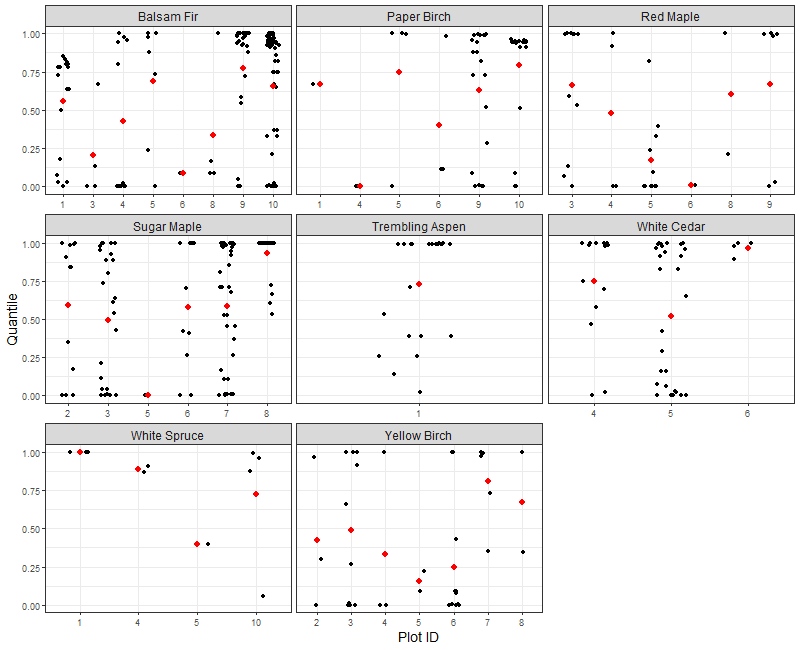 Balsam Fir
Paper Birch
Red Maple
1.00
0.75
0.50
0.25
0.00
1 3 4 5 6 8 9 10
1 4 5 6 9 10
3 4 5 6 8 9
Sugar Maple
Trembling Aspen
White Cedar
Quantile
1.00
0.75
0.50
0.25
0.00
2 3 5 6 7 8
1
4 5 6
White Spruce
Yellow Birch
1.00
0.75
0.50
0.25
0.00
1 4 5 10
2 3 4 5 6 7 8
Plot ID